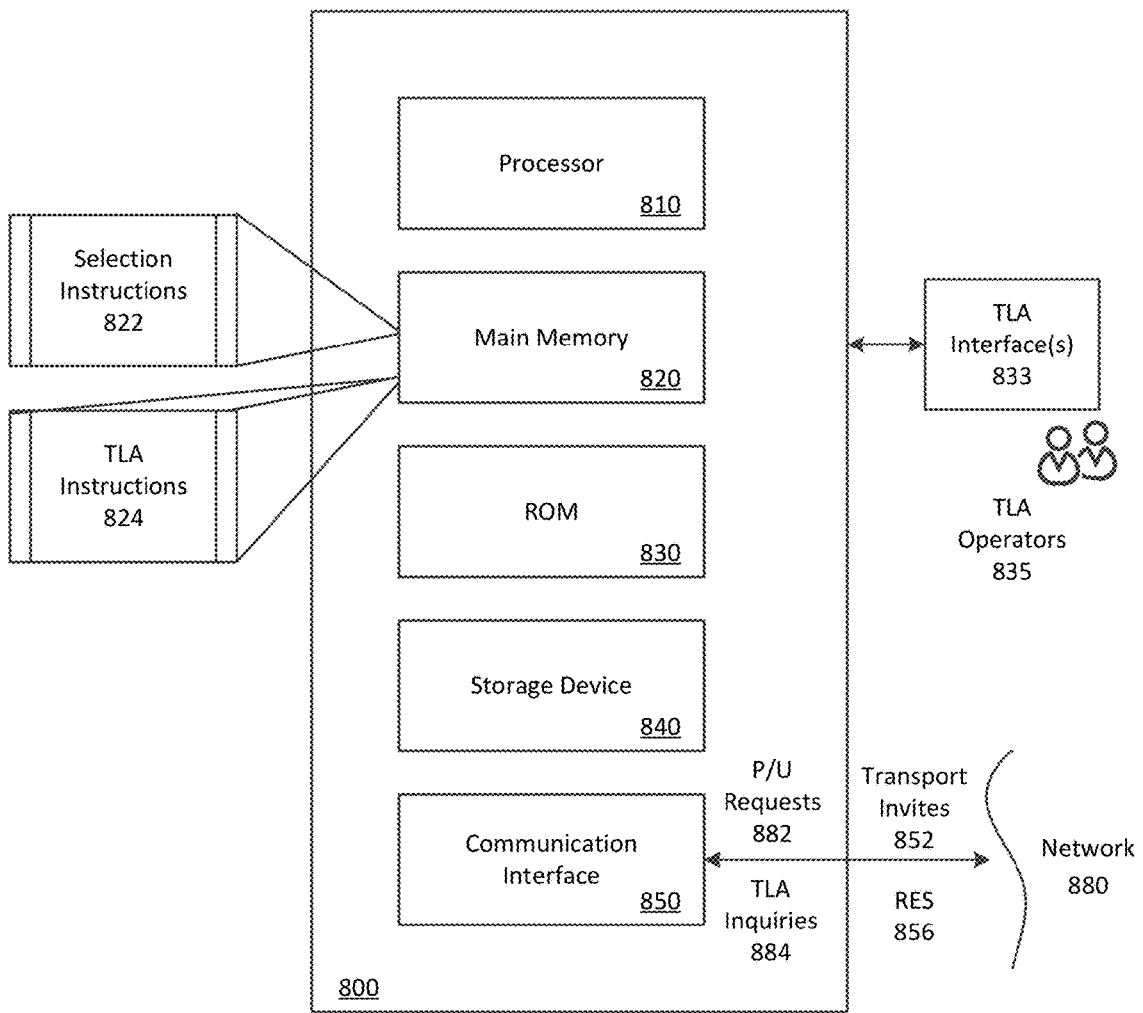 Processor
810
Selection
Instructions
822
Main Memory
820
TLA
Interface(s)
833
TLA
Instructions
824
ROM
830
TLA
Operators
835
Storage Device
840
P/U
Requests
882
Transport
Invites
852
Communication
Interface
850
Network
880
TLA
Inquiries
884
RES
856
800